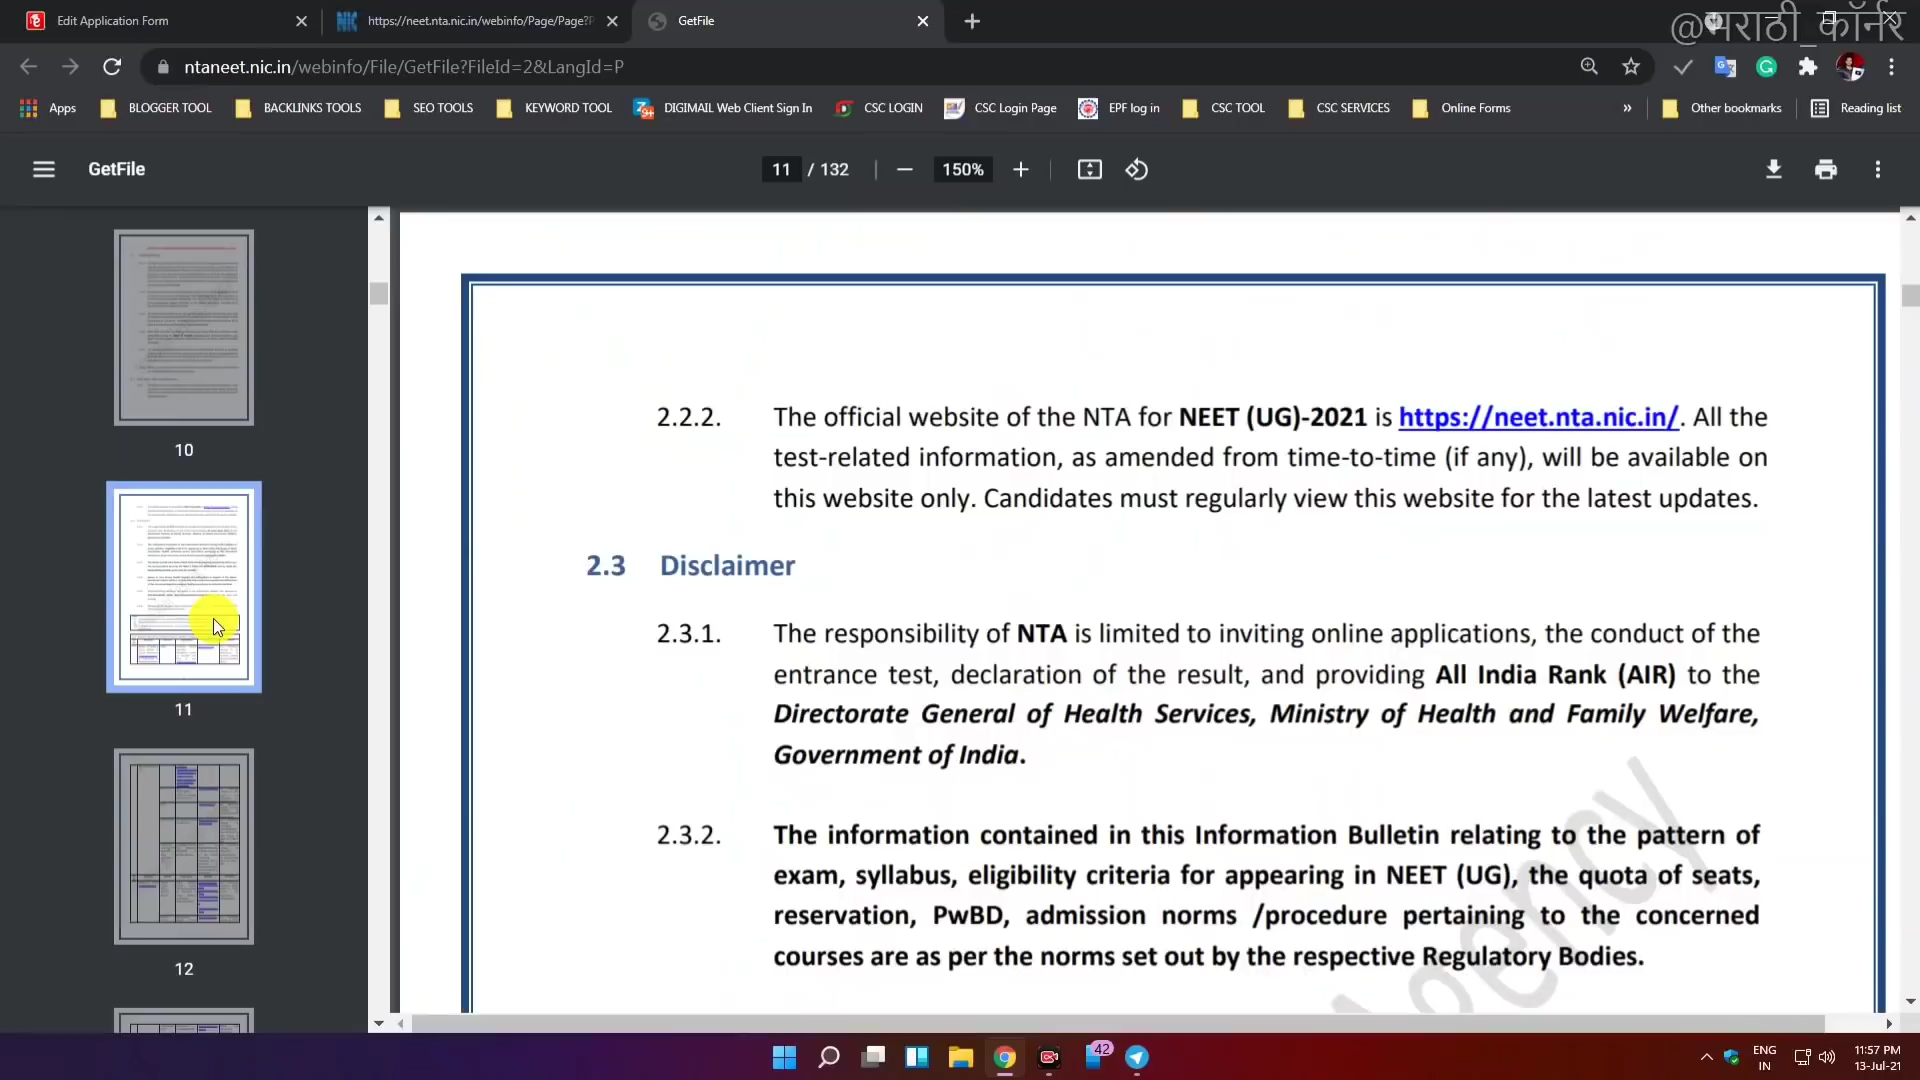 Edit Application Form
https://neet.nta.nic.in/webinfo/Page/Page?P
GetFile
@मराठी कॉर्नर
ntaneet.nic.in/webinfo/File/GetFile?FileId=2&LangId=P
Apps
BLOGGER TOOL
BACKLINKS TOOLS
SEO TOOLS
KEYWORD TOOL
DIGIMAIL Web Client Sign In
CSC LOGIN
CSC Login Page
EPF log in
CSC TOOL
CSC SERVICES
Online Forms
»
Other bookmarks
Reading list
GetFile
11 / 132
150%
10
11
12
2.2.2. The official website of the NTA for NEET (UG)-2021 is https://neet.nta.nic.in/. All the
test-related information, as amended from time-to-time (if any), will be available on
this website only. Candidates must regularly view this website for the latest updates.
2.3 Disclaimer
2.3.1. The responsibility of NTA is limited to inviting online applications, the conduct of the
entrance test, declaration of the result, and providing All India Rank (AIR) to the
Directorate General of Health Services, Ministry of Health and Family Welfare,
Government of India.
2.3.2. The information contained in this Information Bulletin relating to the pattern of
exam, syllabus, eligibility criteria for appearing in NEET (UG), the quota of seats,
reservation, PwBD, admission norms /procedure pertaining to the concerned
courses are as per the norms set out by the respective Regulatory Bodies.
Agency
42
ENG
IN
11:57 PM
13-Jul-21